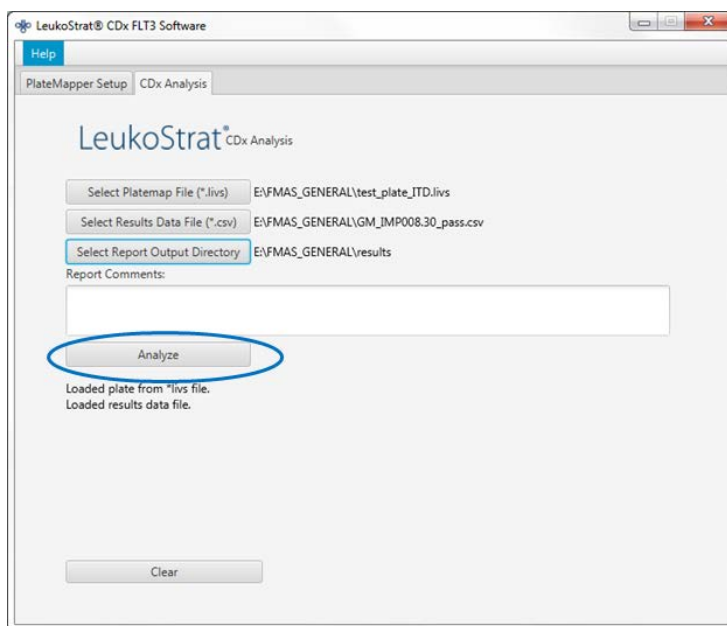 LeukoStrat® CDx FLT3 Software
Help
PlateMapper Setup CDx Analysis
LeukoStrat® CDx Analysis
Select Platemap File (*.livs) E:\FMAS_GENERAL\test_plate_ITD.livs
Select Results Data File (*.csv) E:\FMAS_GENERAL\GM_IMP008.30_pass.csv
Select Report Output Directory E:\FMAS_GENERAL\results
Report Comments:
Analyze
Loaded plate from *livs file.
Loaded results data file.
Clear